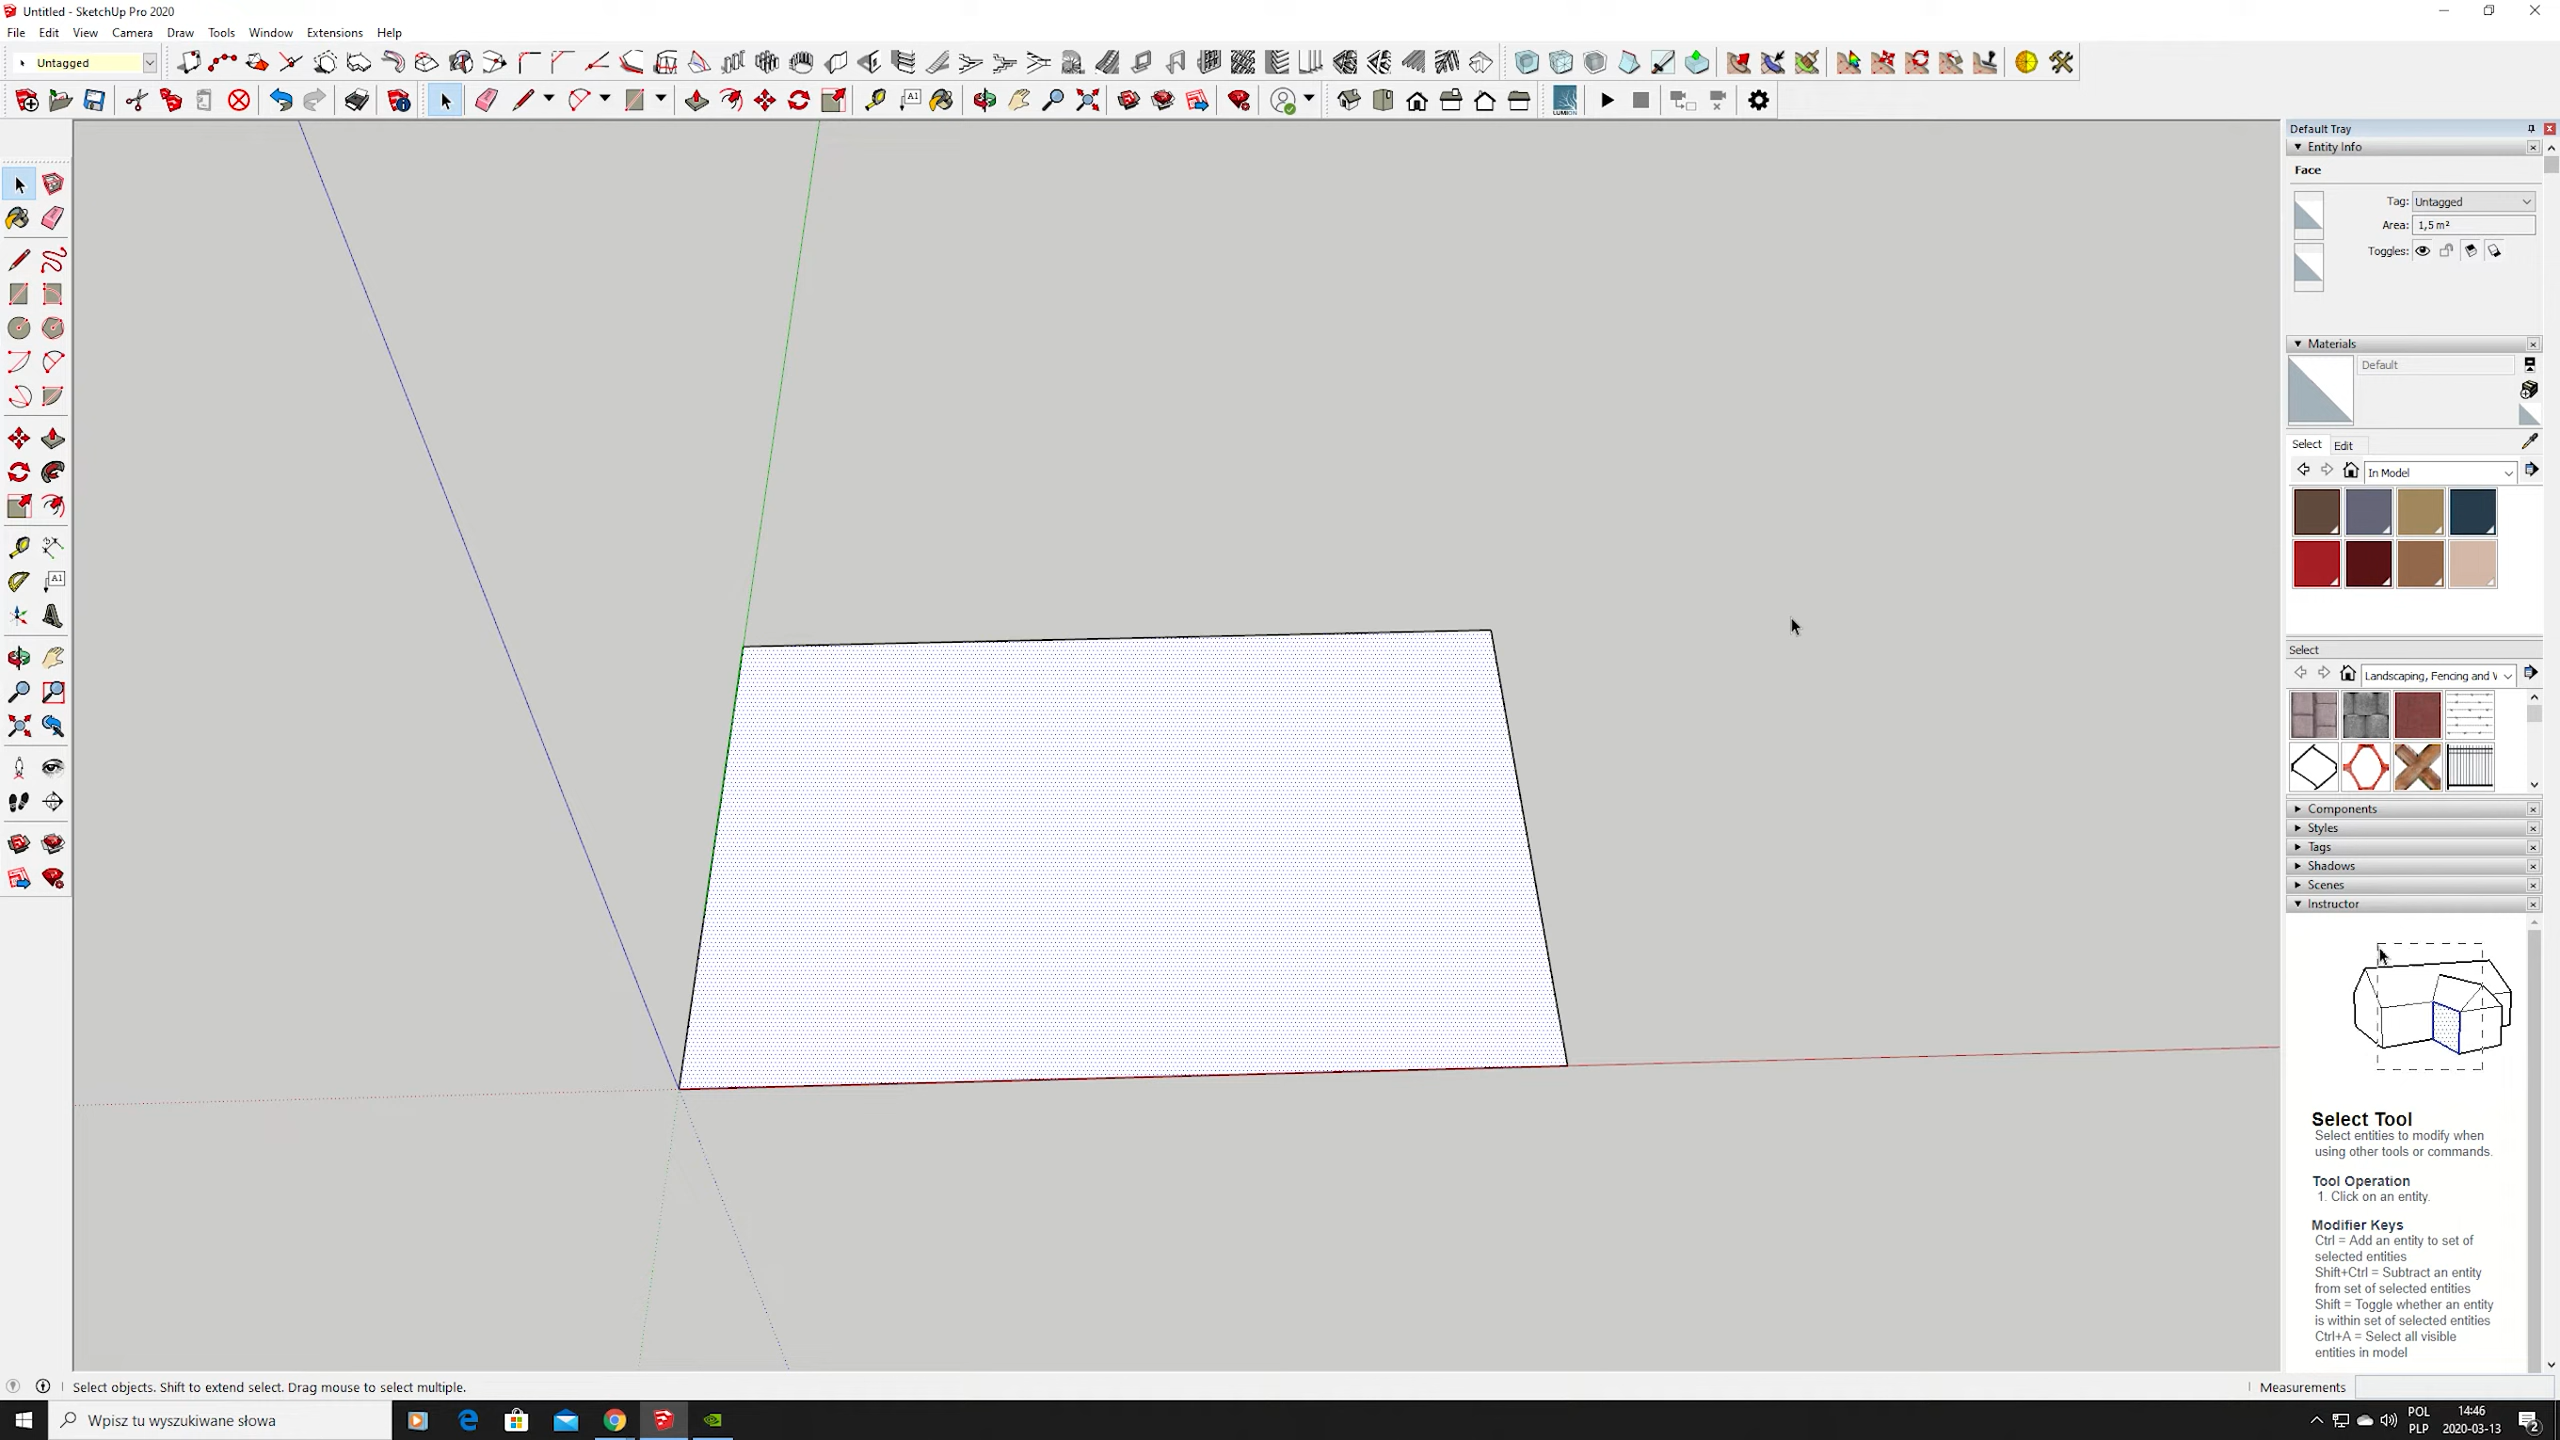 Untitled - SketchUp Pro 2020
File Edit View Camera Draw Tools Window Extensions Help
Untagged
A1
LUMION
Default Tray
Entity Info
Face
Tag: Untagged
Area: 1,5 m²
Toggles:
Materials
Default
Select Edit
In Model
A1
Select
Landscaping, Fencing and V
Components
Styles
Tags
Shadows
Scenes
Instructor
Select Tool
Select entities to modify when
using other tools or commands.
Tool Operation
1. Click on an entity.
Modifier Keys
Ctrl = Add an entity to set of
selected entities
Shift+Ctrl = Subtract an entity
from set of selected entities
Shift = Toggle whether an entity
is within set of selected entities
Ctrl+A = Select all visible
entities in model
Select objects. Shift to extend select. Drag mouse to select multiple.
Measurements
Wpisz tu wyszukiwane słowa
POL
PLP
14:46
2020-03-13
2